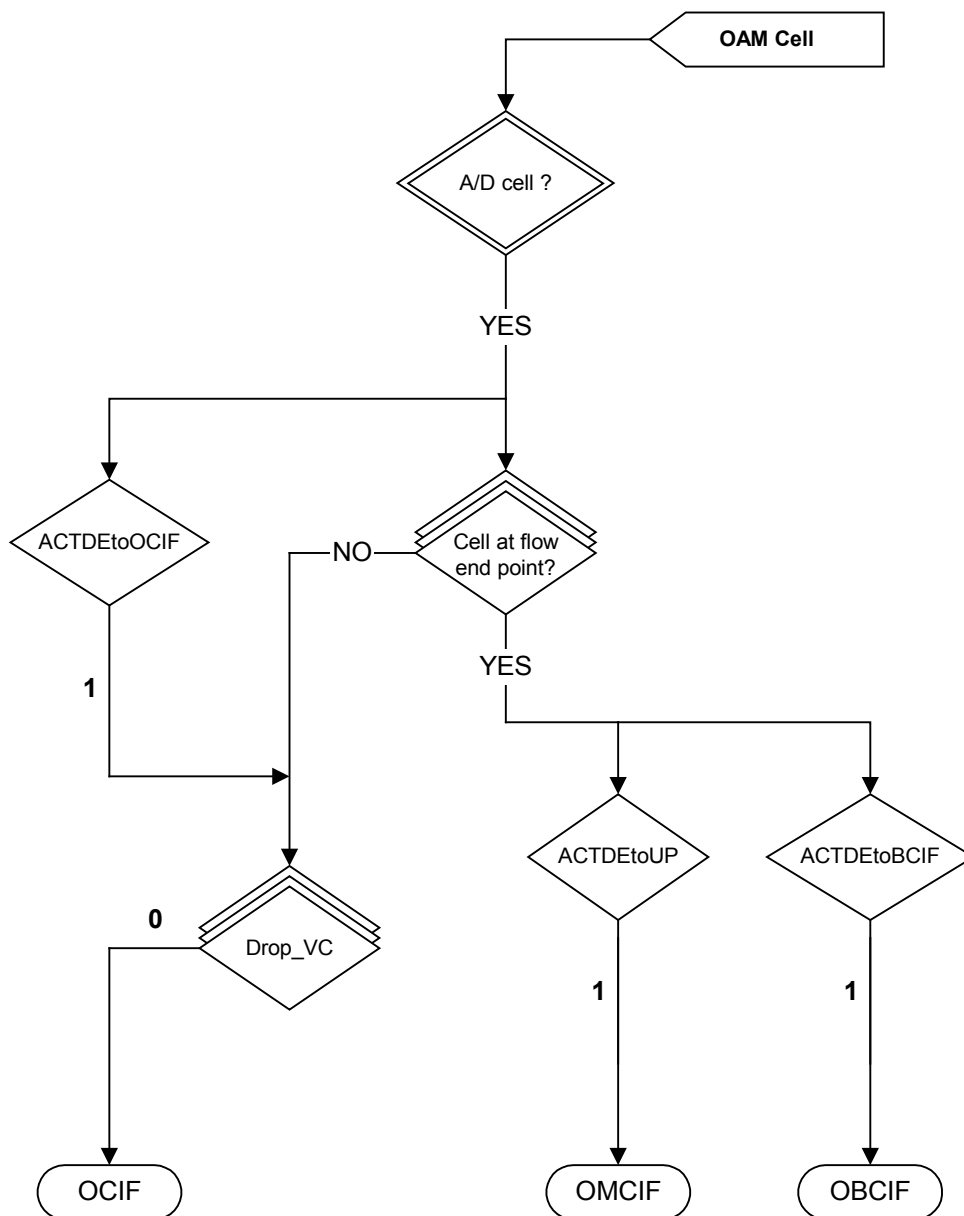 OAM Cell
A/D cell ?
YES
ACTDEtoOCIF
NO
Cell at flow
end point?
YES
1
ACTDEtoUP
ACTDEtoBCIF
0
Drop_VC
1
1
OCIF
OMCIF
OBCIF